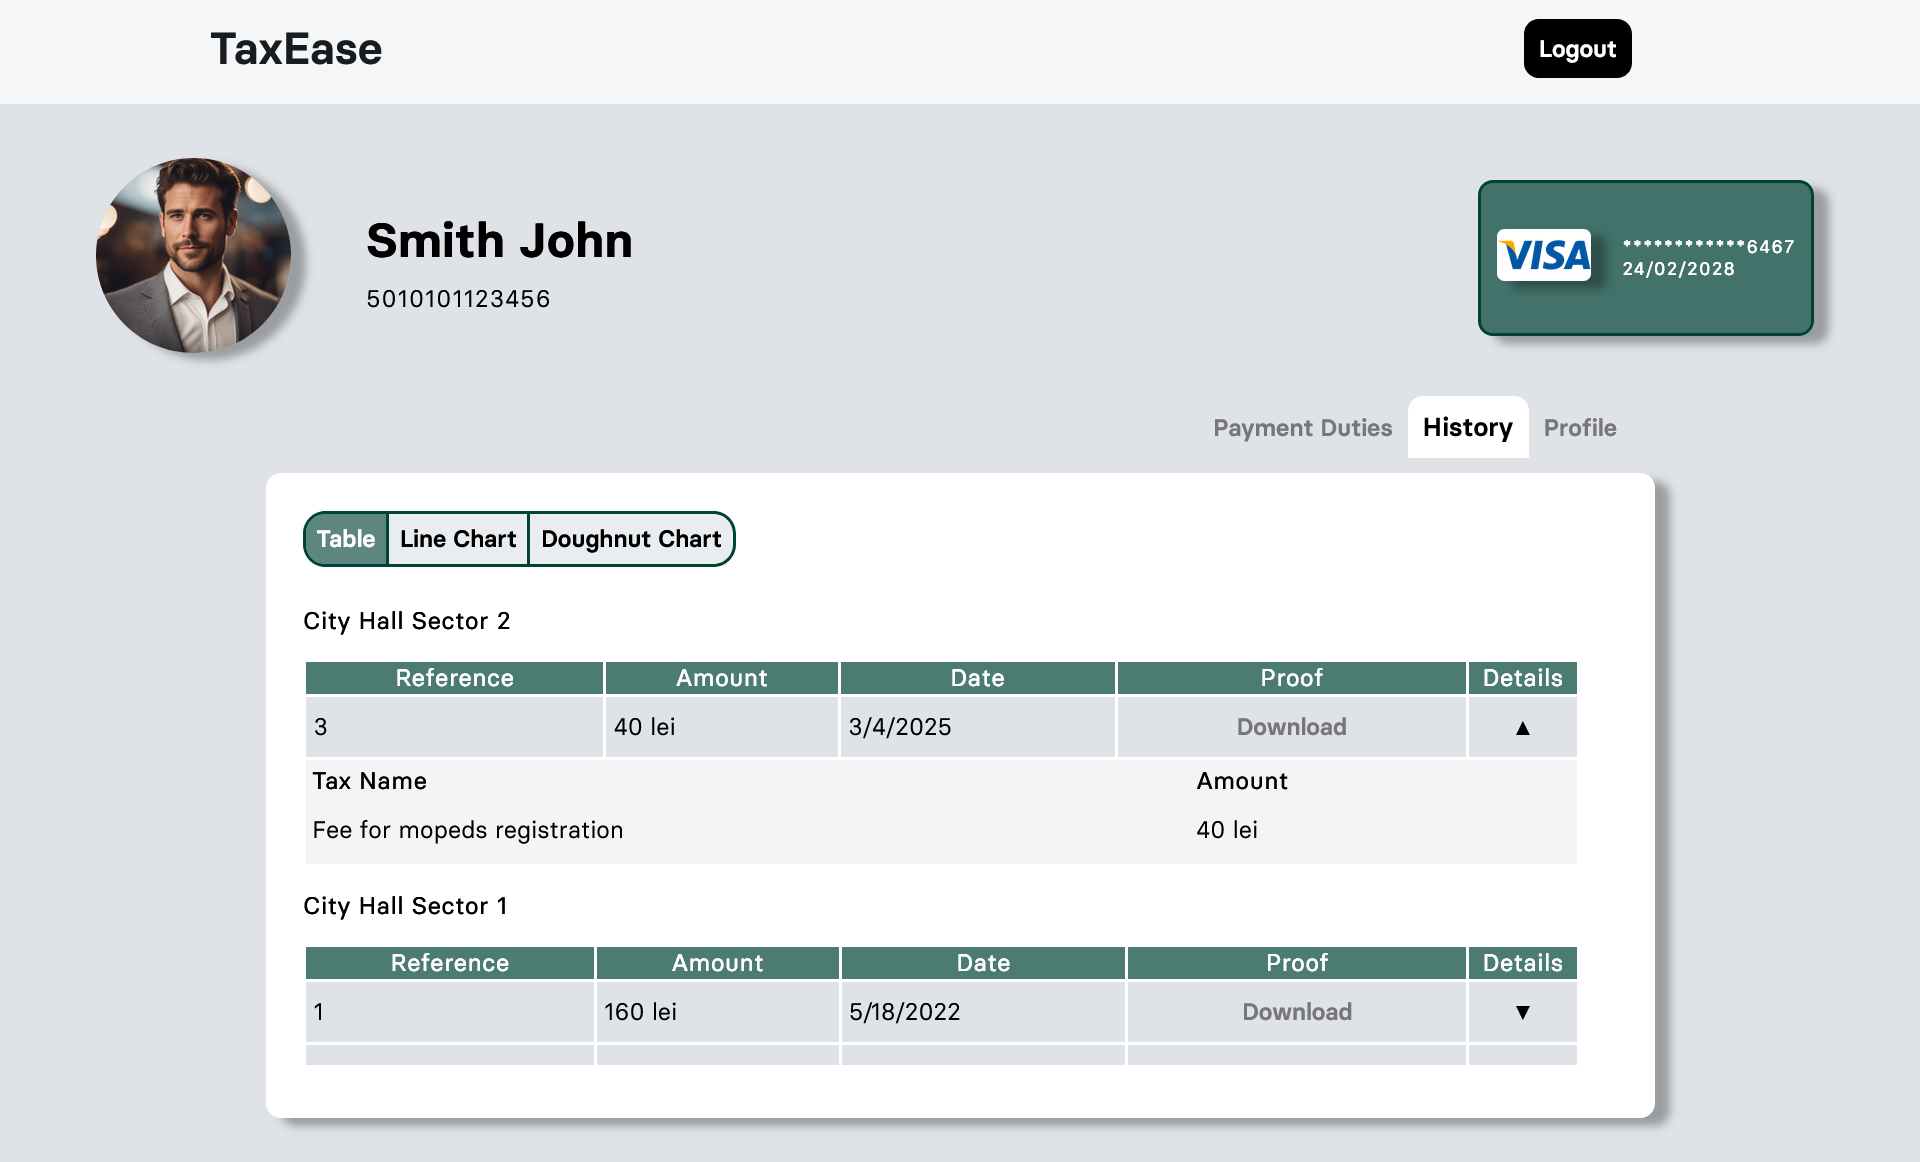 TaxEase
Logout
Smith John
5010101123456
VISA
************6467
24/02/2028
Payment Duties
History
Profile
Table
Line Chart
Doughnut Chart
City Hall Sector 2
Reference Amount Date Proof Details
3 40 lei 3/4/2025 Download ▲
Tax Name Amount
Fee for mopeds registration 40 lei
City Hall Sector 1
Reference Amount Date Proof Details
1 160 lei 5/18/2022 Download ▼